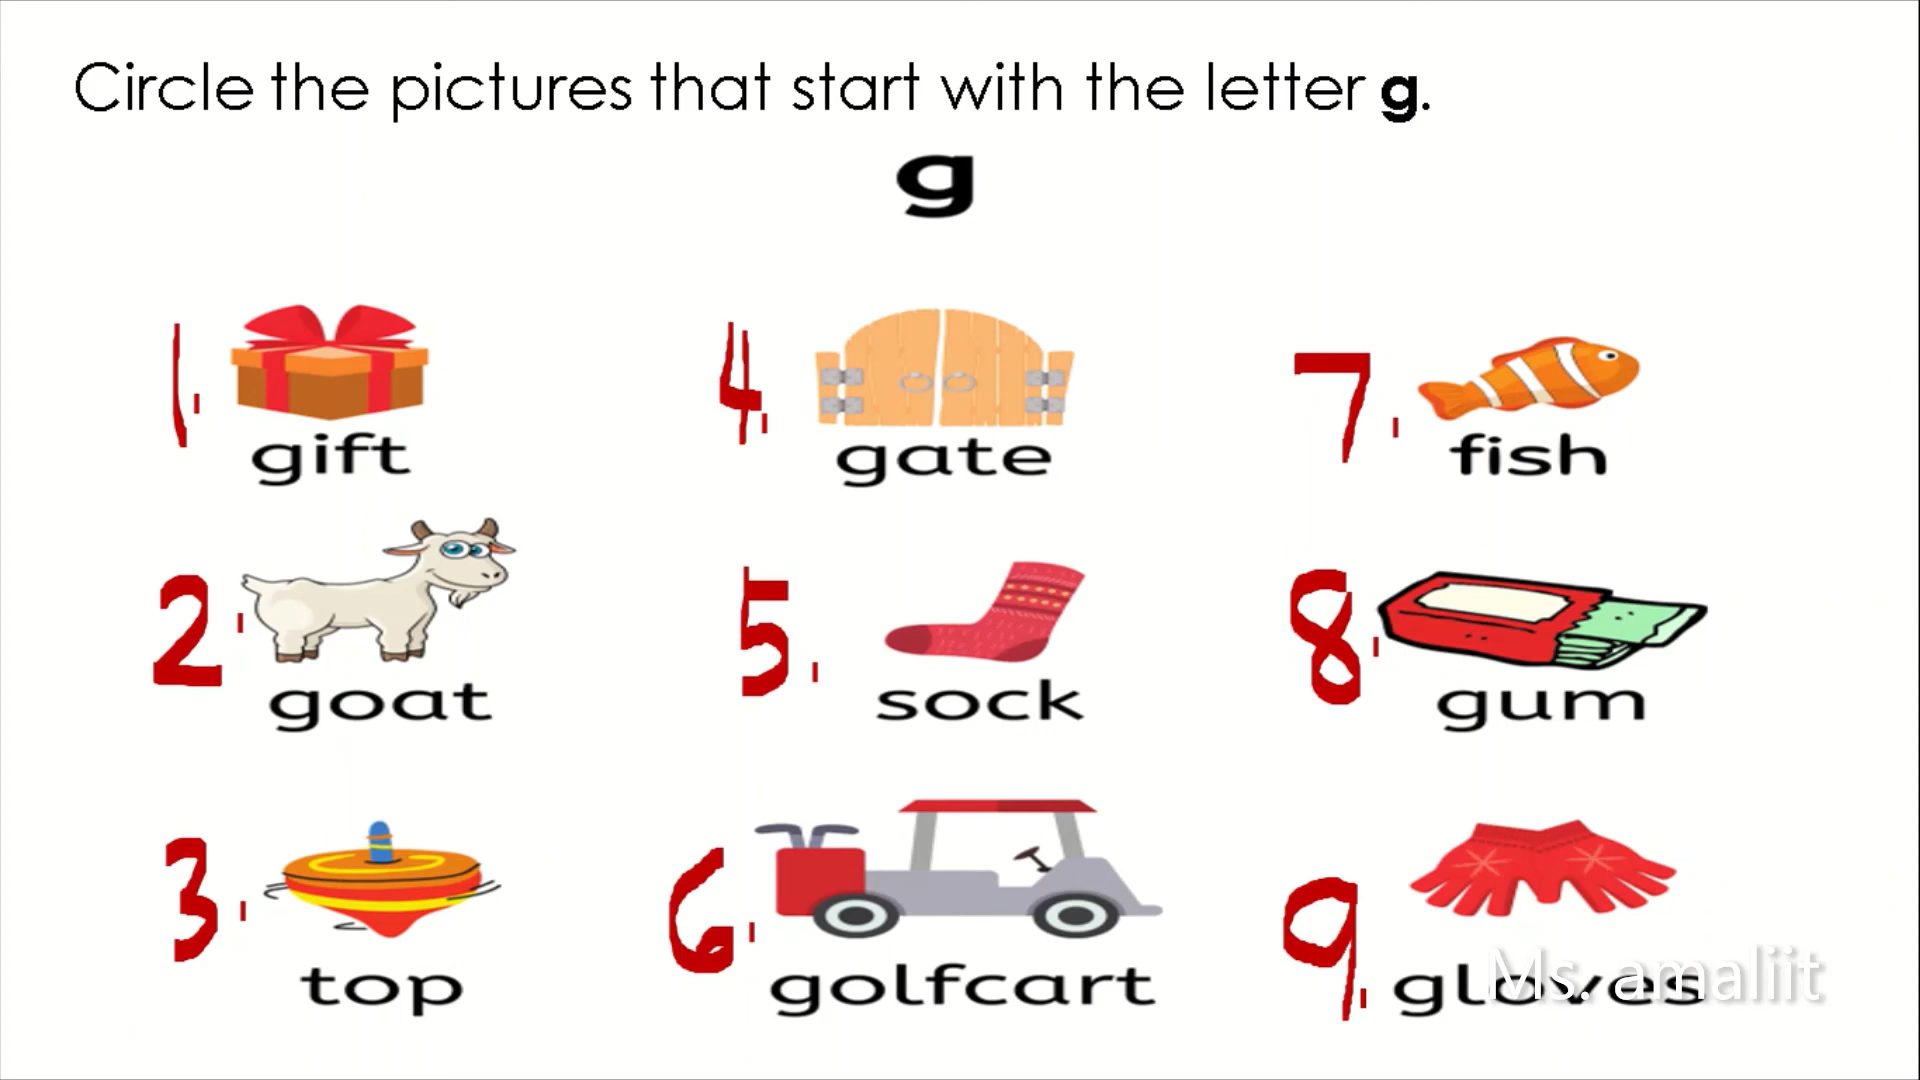 Circle the pictures that start with the letter g.
g
1. gift
4. gate
7. fish
2. goat
5. sock
8. gum
3. top
6. golfcart
9. gloves
Ms. amaliit